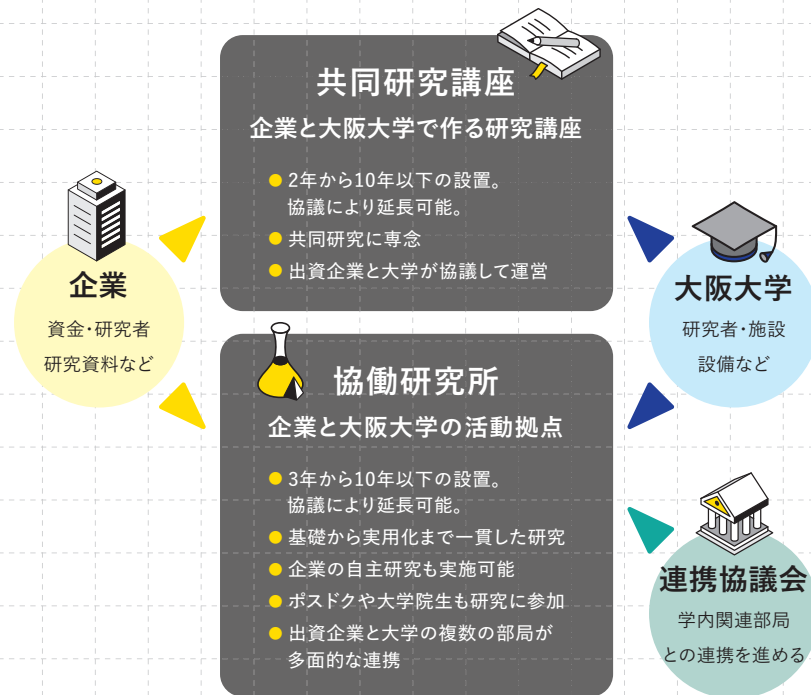 共同研究講座
企業と大阪大学で作る研究講座
● 2年から10年以下の設置。
協議により延長可能。
● 共同研究に専念
● 出資企業と大学が協議して運営
企業
資金・研究者
研究資料など
大阪大学
研究者・施設
設備など
協働研究所
企業と大阪大学の活動拠点
● 3年から10年以下の設置。
協議により延長可能。
● 基礎から実用化まで一貫した研究
● 企業の自主研究も実施可能
● ポスドクや大学院生も研究に参加
● 出資企業と大学の複数の部局が
多面的な連携
連携協議会
学内関連部局
との連携を進める